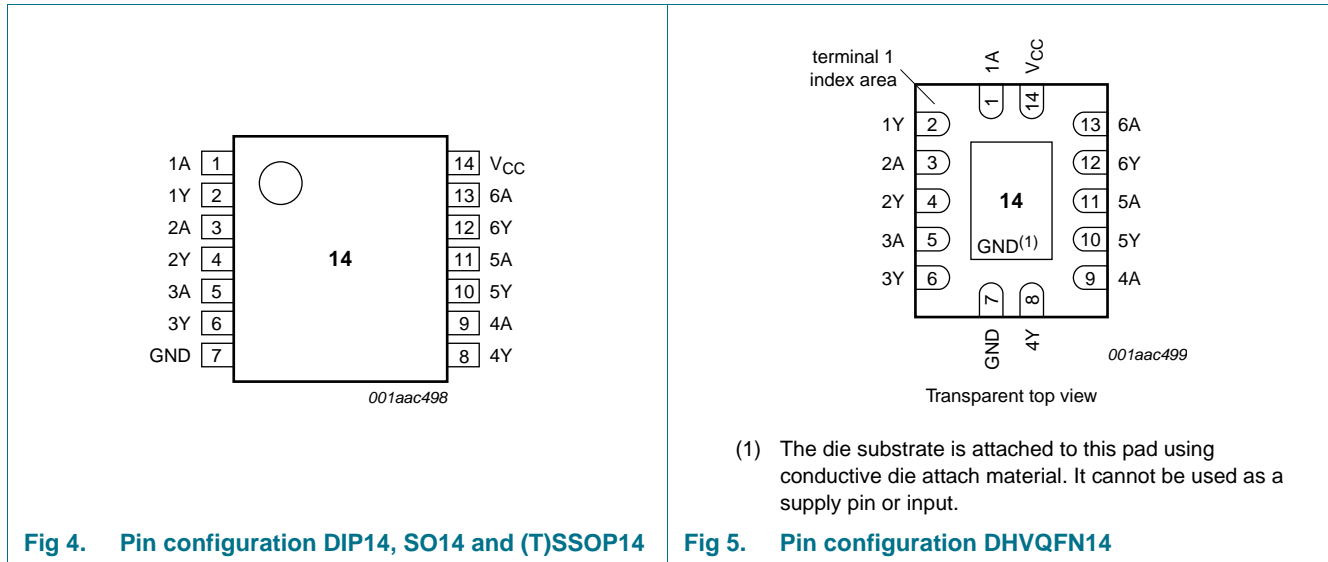 1A 1 14 VCC
1Y 2 13 6A
2A 3 12 6Y
2Y 4 14 11 5A
3A 5 10 5Y
3Y 6 9 4A
GND 7 8 4Y
001aac498
Fig 4. Pin configuration DIP14, SO14 and (T)SSOP14
terminal 1
index area
1A VCC
1 14
1Y 2 13 6A
2A 3 12 6Y
2Y 4 14 11 5A
3A 5 GND(1) 10 5Y
3Y 6 9 4A
7 8
GND 4Y
001aac499
Transparent top view
(1) The die substrate is attached to this pad using
conductive die attach material. It cannot be used as a
supply pin or input.
Fig 5. Pin configuration DHVQFN14